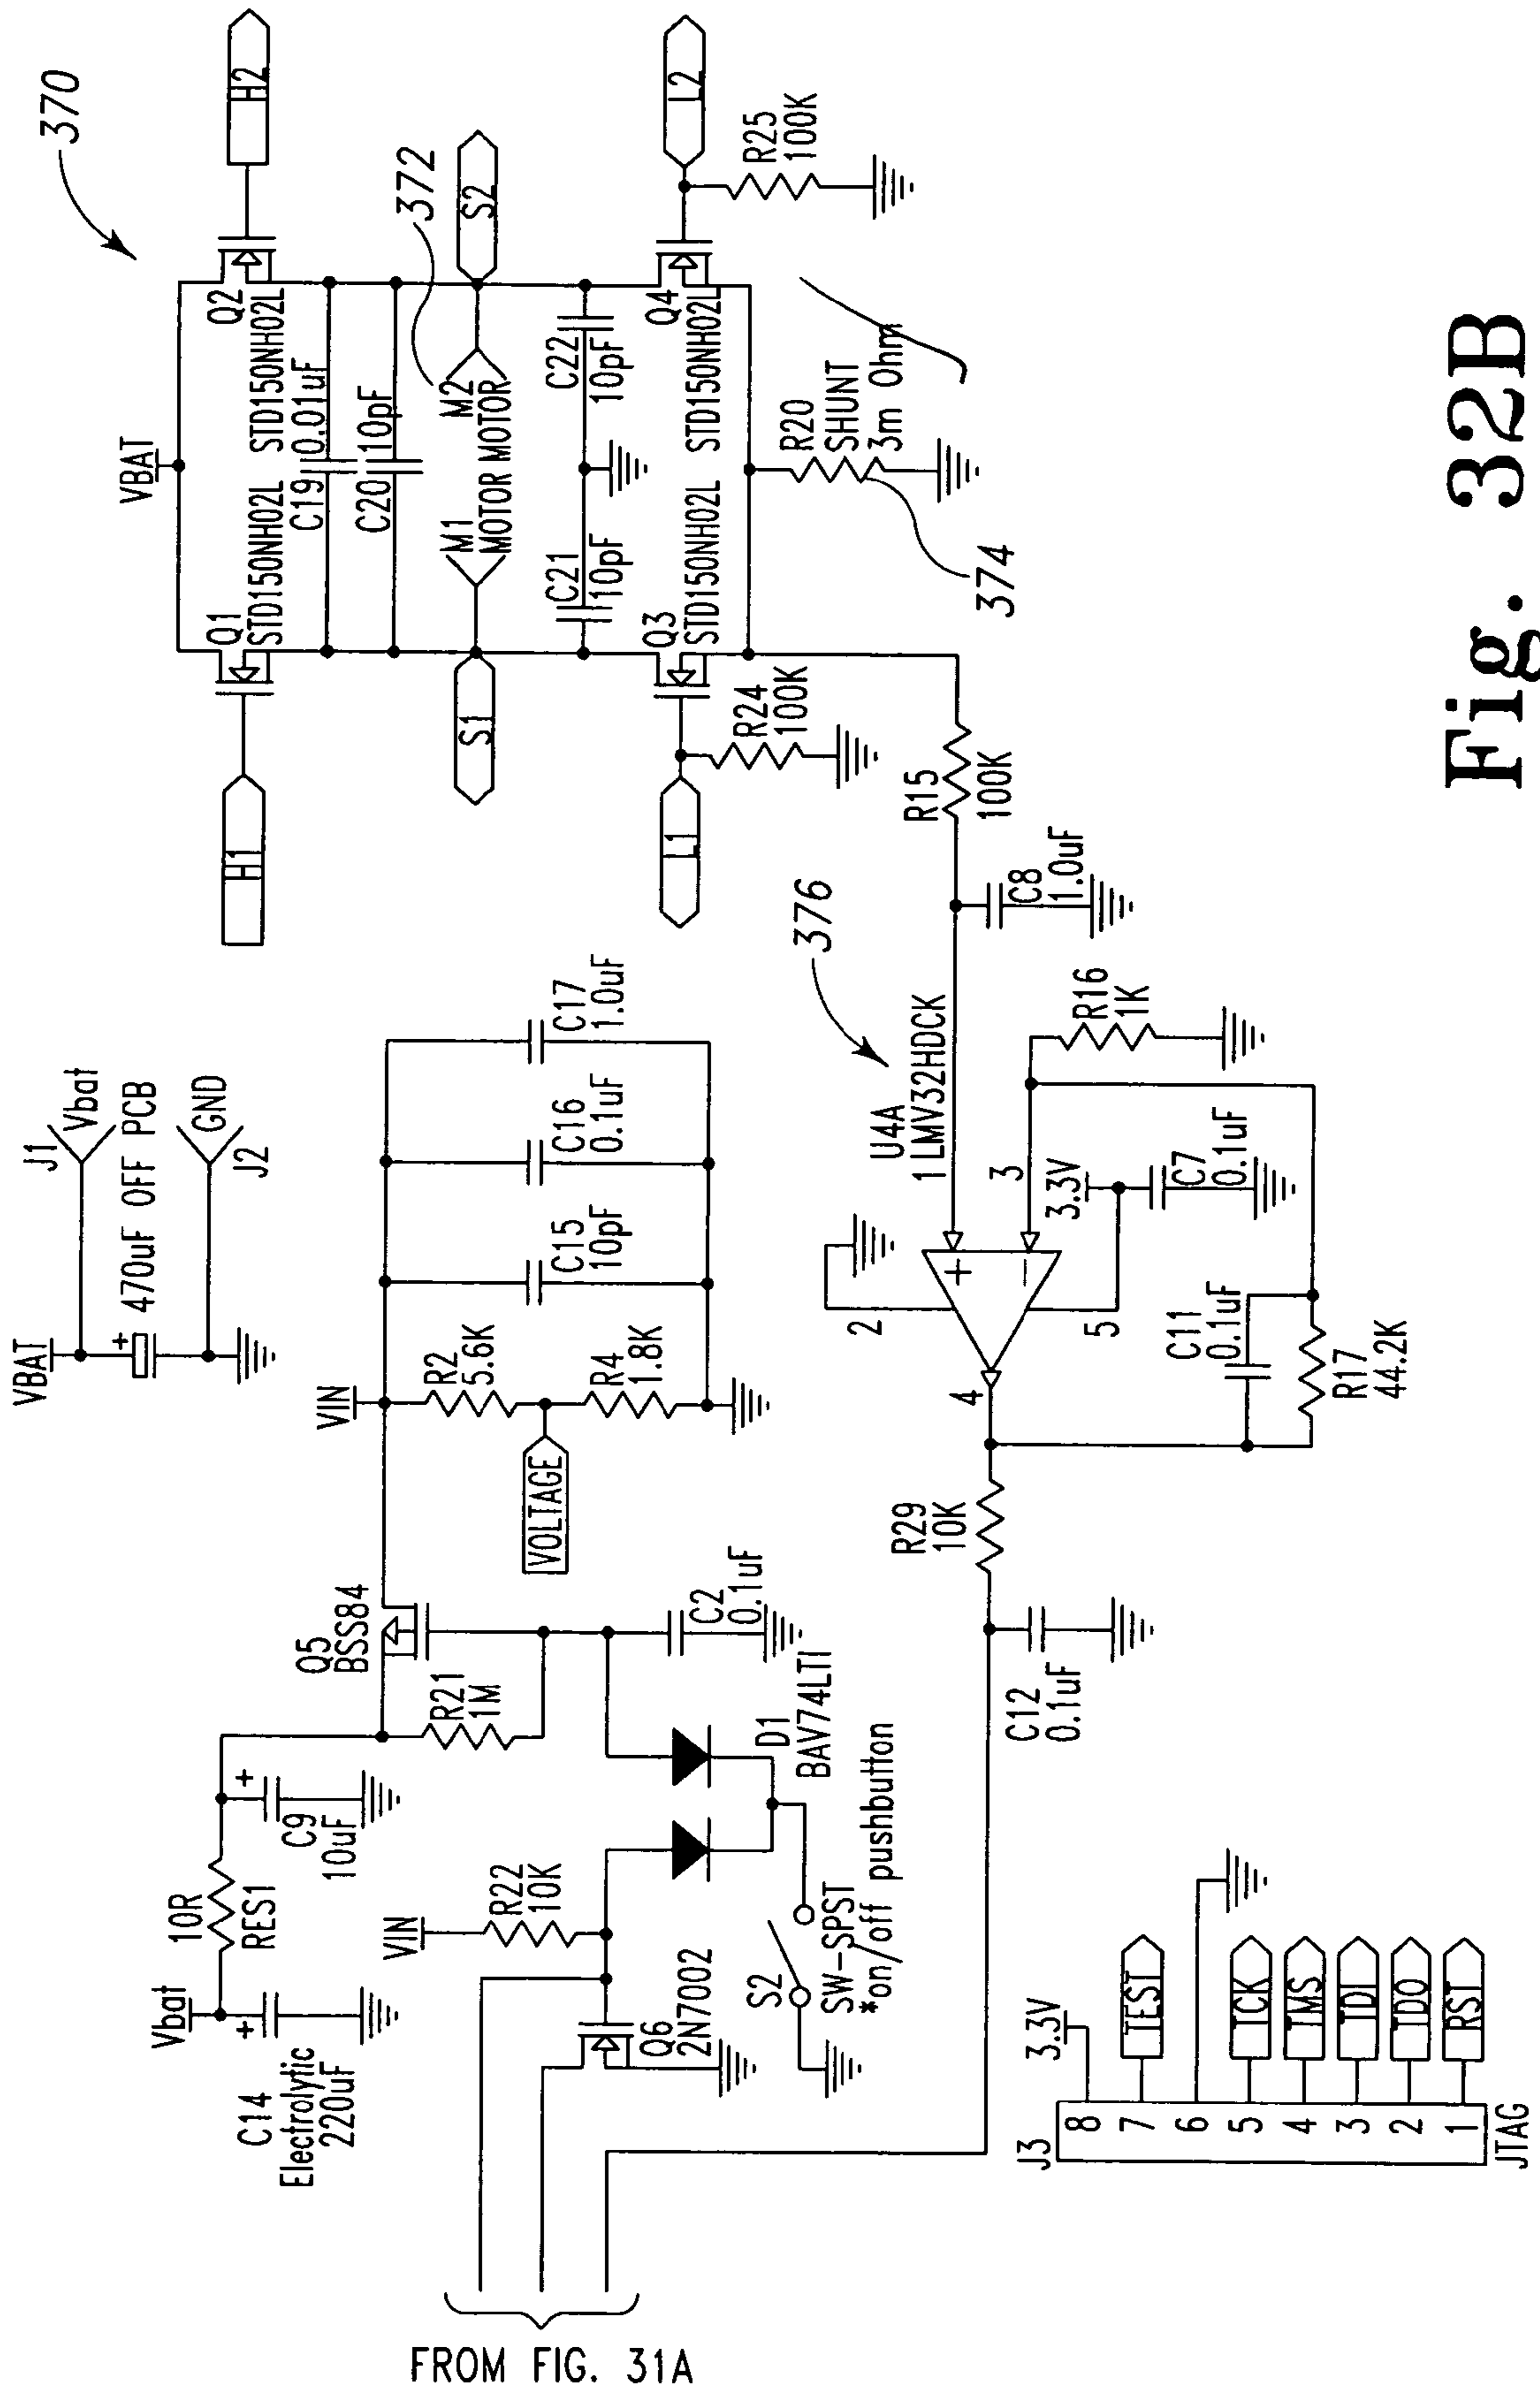 VBAT
J1
Vbat
470uF OFF PCB
+
GND
J2
Vbat
10R
RES1
C14
Electrolytic
220uF
+
C9
10uF
+
Q5
BSS84
R21
1M
C2
0.1uF
VIN
R22
10K
Q6
2N7002
D1
BAV74LTI
S2
SW-SPST
*on/off pushbutton
VIN
R2
5.6K
R4
1.8K
VOLTAGE
C15
10pF
C16
0.1uF
C17
1.0uF
370
VBAT
H1
H2
Q1
STD150NH02L
Q2
STD150NH02L
C19
0.01uF
C20
10pF
372
S1
S2
M1
MOTOR
M2
MOTOR
C21
10pF
C22
10pF
L1
L2
Q3
STD150NH02L
Q4
STD150NH02L
R24
100K
R25
100K
R20
SHUNT
3m Ohm
374
R15
100K
C8
1.0uF
376
U4A
LMV32HDCK
1
2
3
4
5
+
−
3.3V
C7
0.1uF
R16
1K
C11
0.1uF
R17
44.2K
R29
10K
C12
0.1uF
FROM FIG. 31A
J3
3.3V
8
7
TEST
6
5
TCK
4
TMS
3
TDI
2
TDO
1
RST
JTAG
Fig. 32B